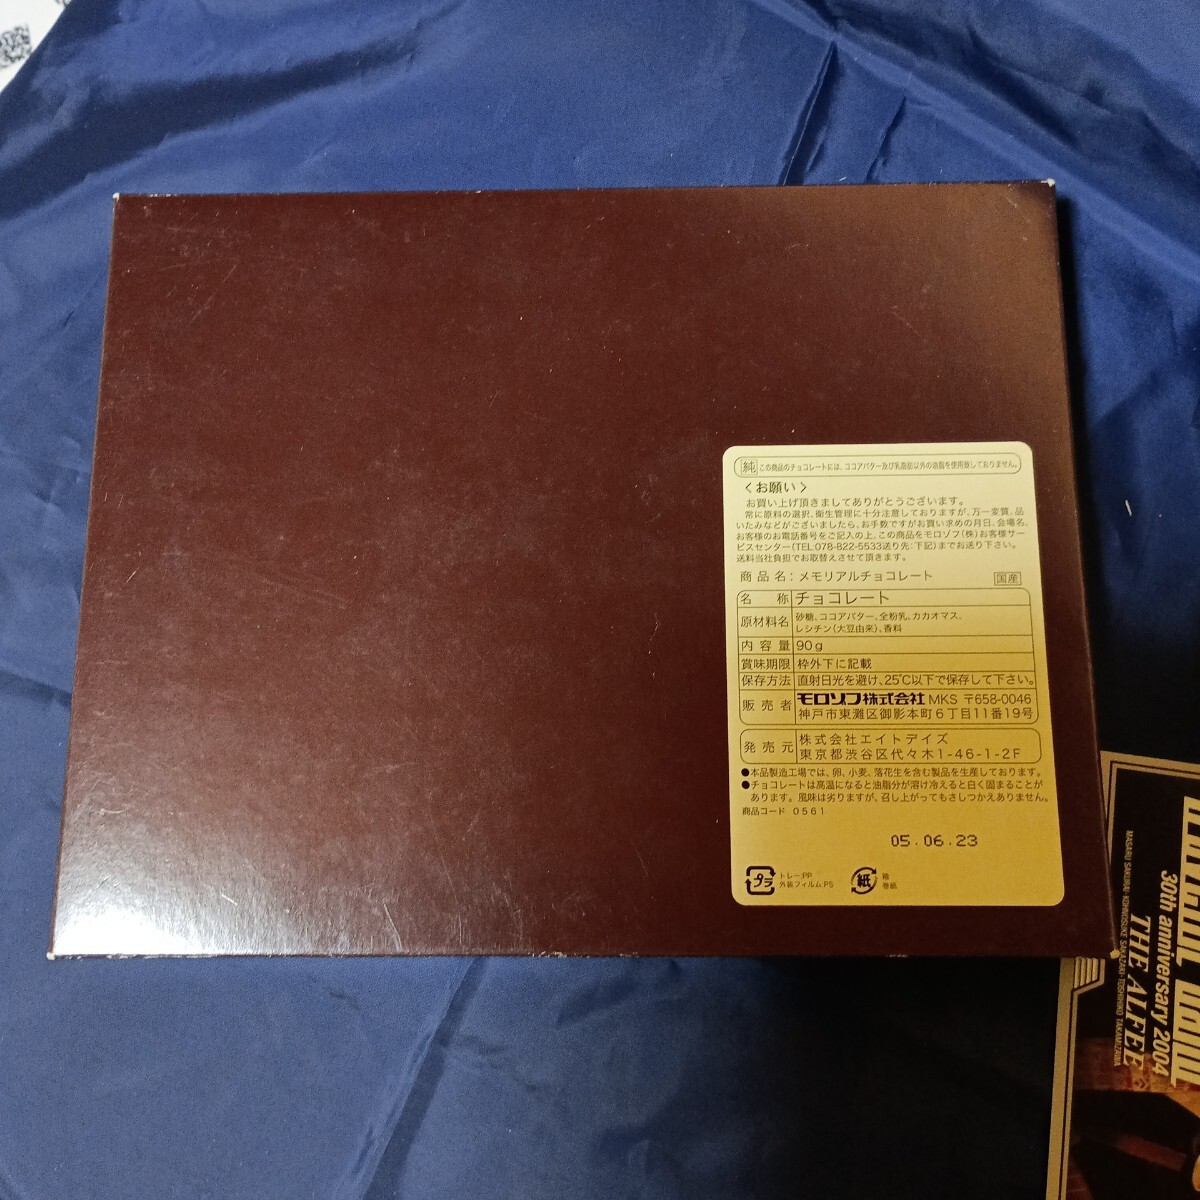 純 この商品のチョコレートには、ココアバター及び乳脂肪以外の油脂を使用致しておりません。
〈お願い〉
お買い上げ頂きましてありがとうございます。
常に原料の選択、衛生管理に十分注意しておりますが、万一変質、品
いたみなどがございましたら、お手数ですがお買い求めの月日、会場名、
お客様のお電話番号をご記入の上、この商品をモロゾフ(株)お客様サー
ビスセンター(TEL.078-822-5533送り先:下記)までお送り下さい。
送料当社負担でお取替えさせて頂きます。
商品名:メモリアルチョコレート 国産
名称 チョコレート
原材料名 砂糖、ココアバター、全粉乳、カカオマス、
レシチン(大豆由来)、香料
内容量 90g
賞味期限 枠外下に記載
保存方法 直射日光を避け、25℃以下で保存して下さい。
販売者 モロゾフ株式会社 MKS 〒658-0046
神戸市東灘区御影本町6丁目11番19号
発売元 株式会社エイトデイズ
東京都渋谷区代々木1-46-1-2F
●本品製造工場では、卵、小麦、落花生を含む製品を生産しております。
●チョコレートは高温になると油脂分が溶け冷えると白く固まることが
あります。風味は劣りますが、召し上がってもさしつかえありません。
商品コード 0561
05.06.23
プラ トレー:PP
外装フィルム:PS
紙 箱
巻紙
30th anniversary 2004
THE ALFEE
MASARU SAKURAI・KOHNOSUKE SAKAZAKI・TOSHIHIKO TAKAMIZAWA